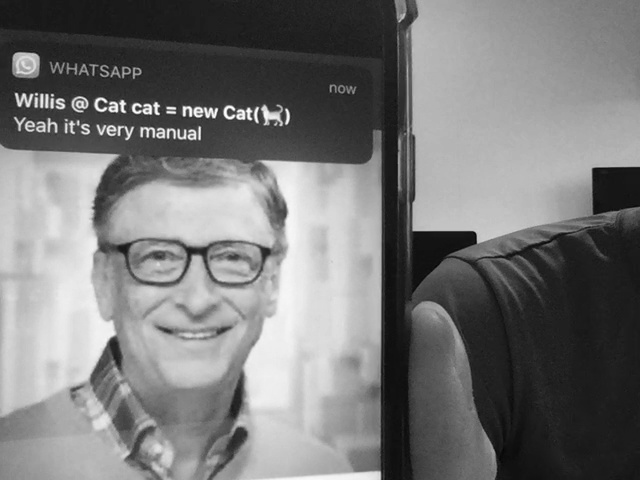 WHATSAPP
now
Willis @ Cat cat = new Cat(🐈)
Yeah it's very manual